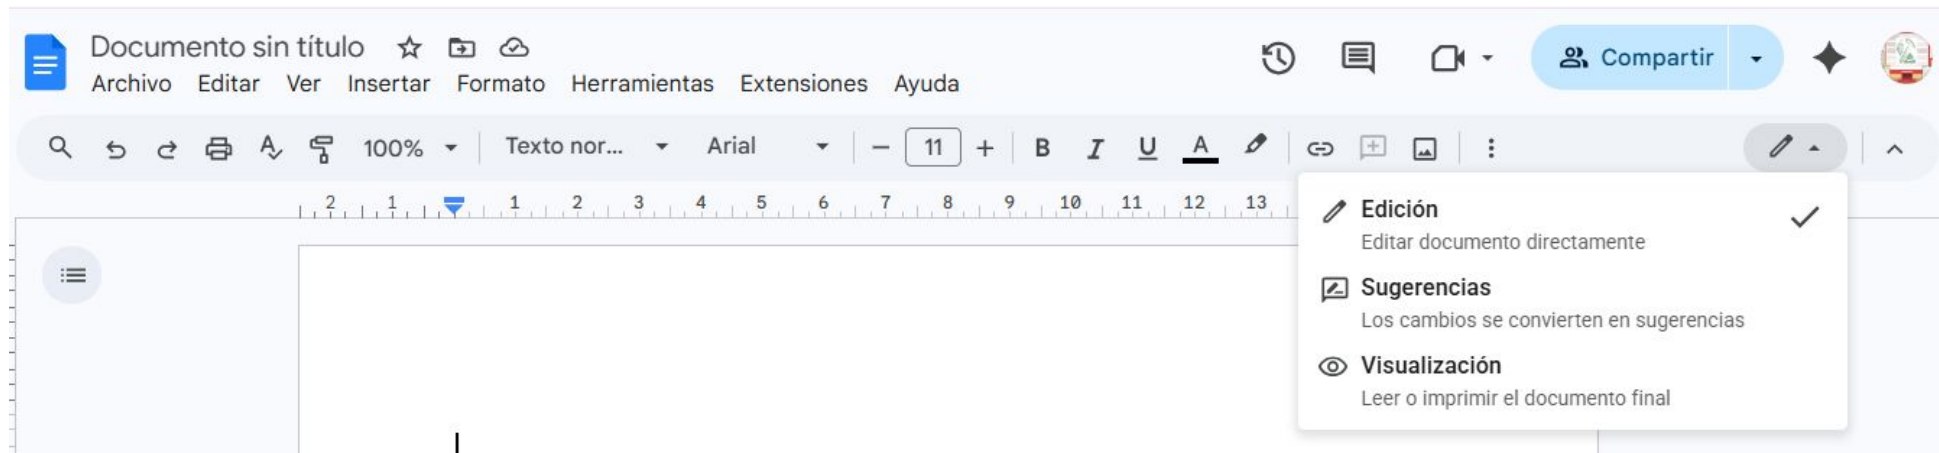 Documento sin título
Archivo Editar Ver Insertar Formato Herramientas Extensiones Ayuda
Compartir
100% Texto nor... Arial 11 B I U A
2 1 1 2 3 4 5 6 7 8 9 10 11 12 13
Edición
Editar documento directamente
Sugerencias
Los cambios se convierten en sugerencias
Visualización
Leer o imprimir el documento final